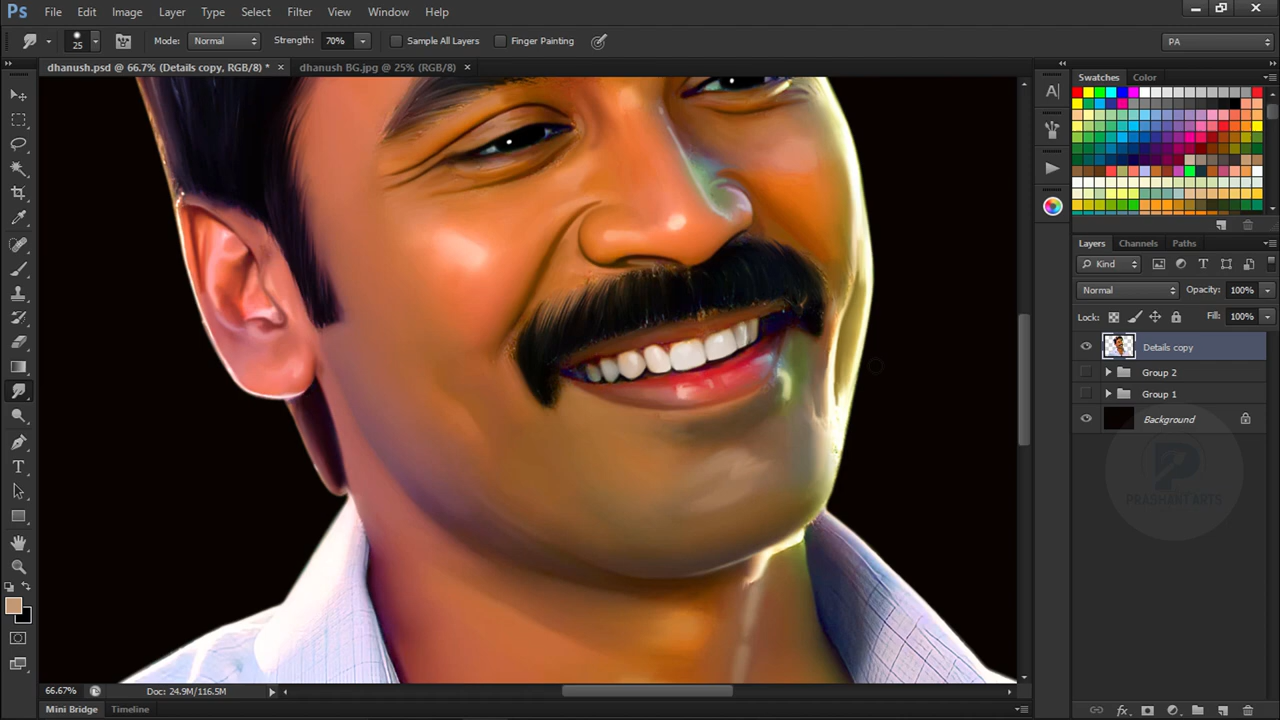 Ps File Edit Image Layer Type Select Filter View Window Help
25 Mode: Normal Strength: 70% Sample All Layers Finger Painting PA
dhanush.psd @ 66.7% (Details copy, RGB/8) * × dhanush BG.jpg @ 25% (RGB/8) ×
Swatches Color
A
Layers Channels Paths
Kind
Normal Opacity: 100%
Lock: Fill: 100%
Details copy
Group 2
Group 1
Background
PRASHANT ARTS
T
66.67% Doc: 24.9M/116.5M
Mini Bridge Timeline
fx